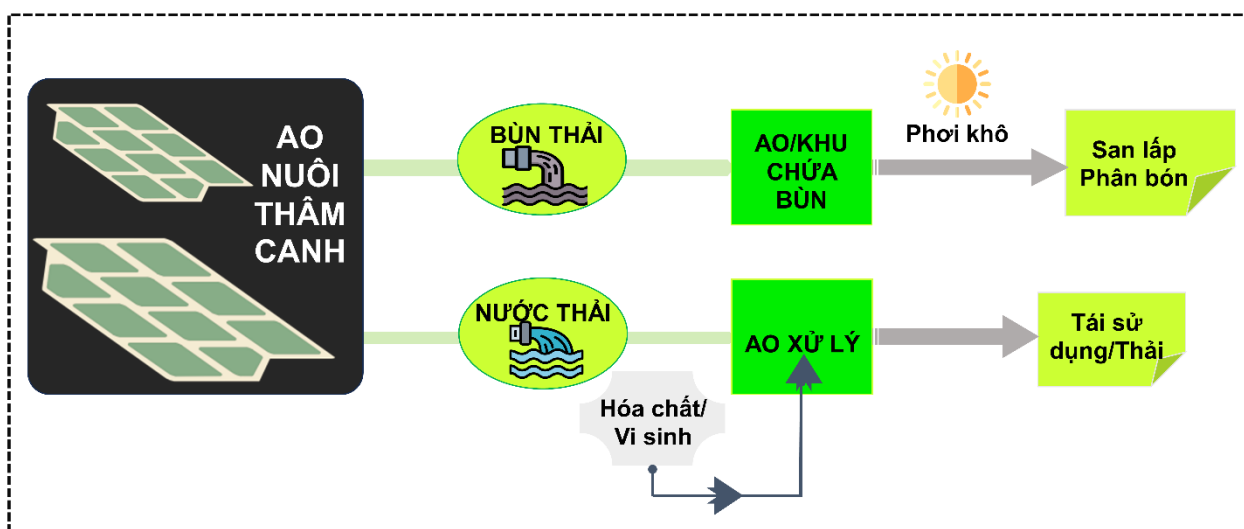 AO
NUÔI
THÂM
CANH
BÙN THẢI
AO/KHU
CHỨA
BÙN
Phơi khô
San lấp
Phân bón
NƯỚC THẢI
AO XỬ LÝ
Tái sử
dụng/Thải
Hóa chất/
Vi sinh